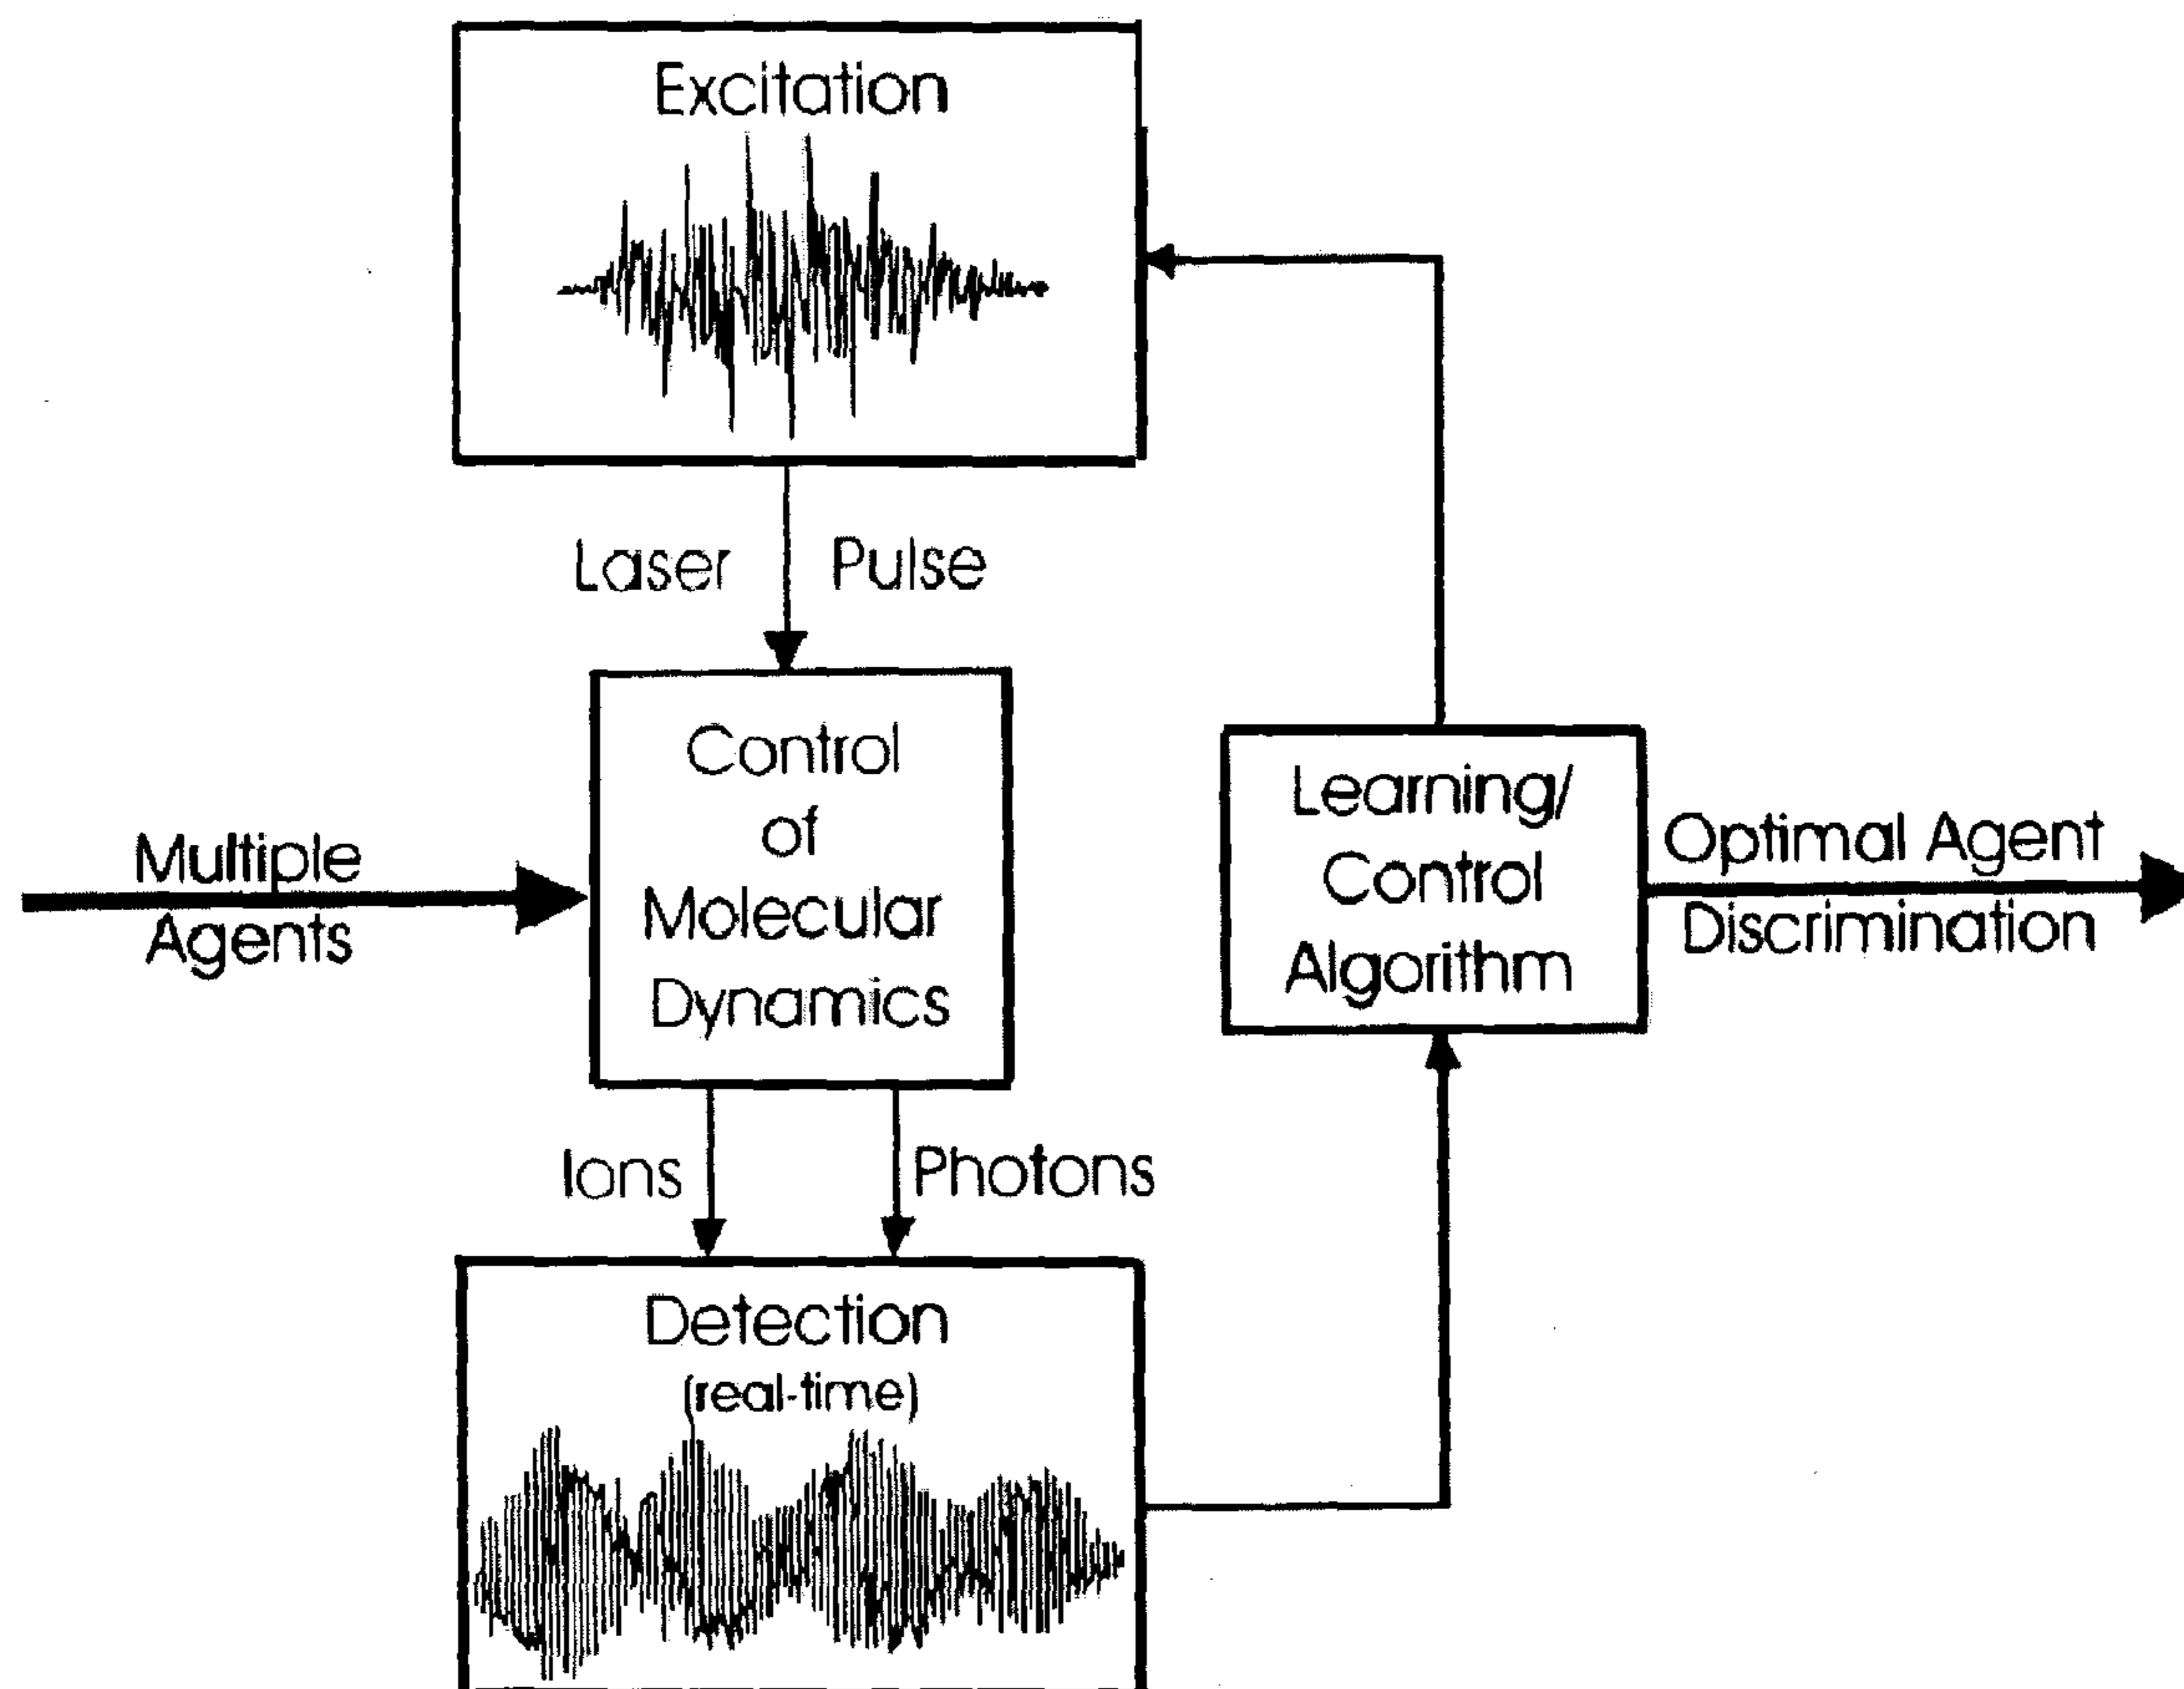 Excitation
Laser Pulse
Control
of
Molecular
Dynamics
Multiple
Agents
Learning/
Control
Algorithm
Optimal Agent
Discrimination
Ions
Photons
Detection
(real-time)